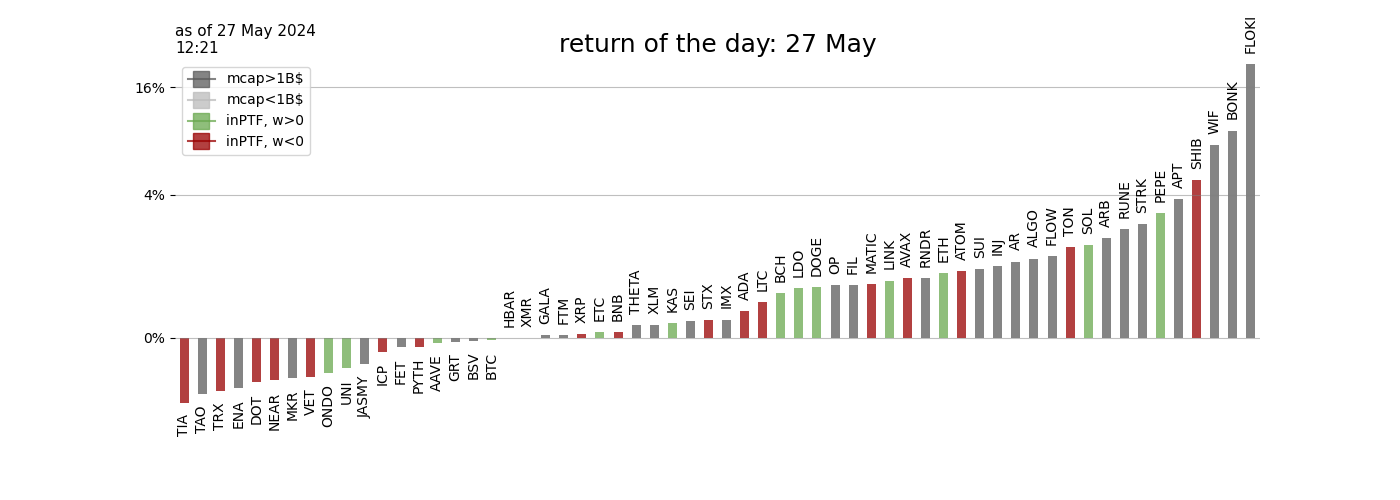 as of 27 May 2024
12:21
return of the day: 27 May
mcap>1B$
mcap<1B$
inPTF, w>0
inPTF, w<0
16%
4%
0%
TIA
TAO
TRX
ENA
DOT
NEAR
MKR
VET
ONDO
UNI
JASMY
ICP
FET
PYTH
AAVE
GRT
BSV
BTC
HBAR
XMR
GALA
FTM
XRP
ETC
BNB
THETA
XLM
KAS
SEI
STX
IMX
ADA
LTC
BCH
LDO
DOGE
OP
FIL
MATIC
LINK
AVAX
RNDR
ETH
ATOM
SUI
INJ
AR
ALGO
FLOW
TON
SOL
ARB
RUNE
STRK
PEPE
APT
SHIB
WIF
BONK
FLOKI